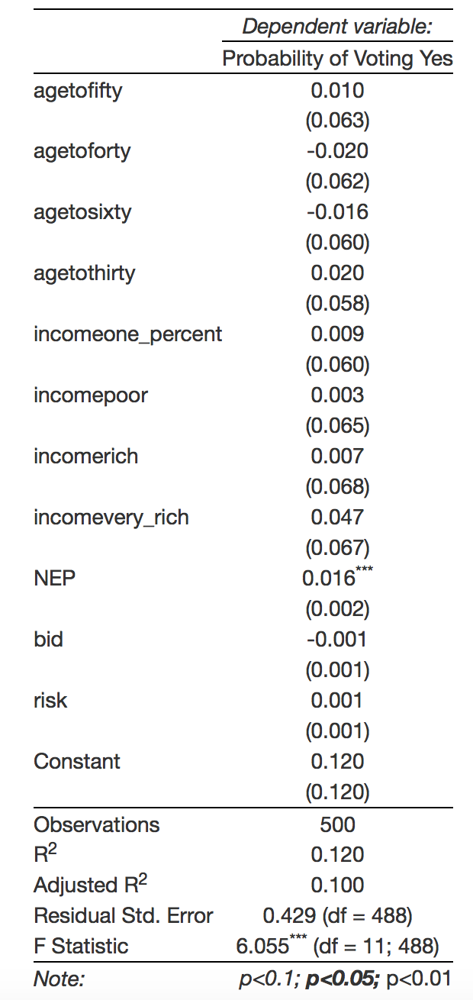 Dependent variable:
Probability of Voting Yes
agetofifty 0.010
(0.063)
agetoforty -0.020
(0.062)
agetosixty -0.016
(0.060)
agetothirty 0.020
(0.058)
incomeone_percent 0.009
(0.060)
incomepoor 0.003
(0.065)
incomerich 0.007
(0.068)
incomevery_rich 0.047
(0.067)
NEP 0.016***
(0.002)
bid -0.001
(0.001)
risk 0.001
(0.001)
Constant 0.120
(0.120)
Observations 500
R2 0.120
Adjusted R2 0.100
Residual Std. Error 0.429 (df = 488)
F Statistic 6.055*** (df = 11; 488)
Note: p<0.1; p<0.05; p<0.01